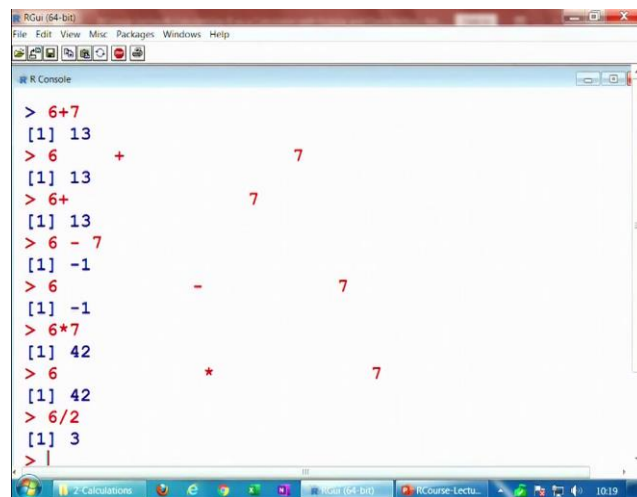 RGui (64-bit)
File Edit View Misc Packages Windows Help
R Console
> 6+7
[1] 13
> 6 + 7
[1] 13
> 6+ 7
[1] 13
> 6 - 7
[1] -1
> 6 - 7
[1] -1
> 6*7
[1] 42
> 6 * 7
[1] 42
> 6/2
[1] 3
>
2-Calculations RGui (64-bit) RCourse-Lectu... 10:19